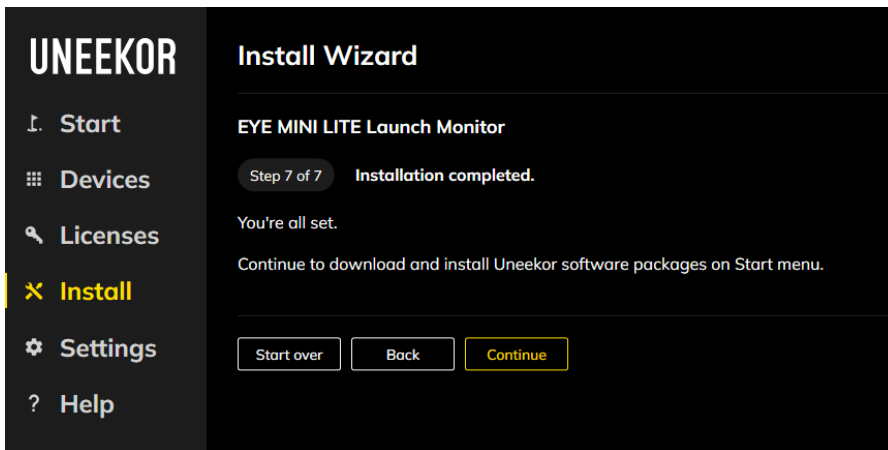 UNEEKOR
Start
Devices
Licenses
Install
Settings
? Help
Install Wizard
EYE MINI LITE Launch Monitor
Step 7 of 7 Installation completed.
You're all set.
Continue to download and install Uneekor software packages on Start menu.
Start over Back Continue